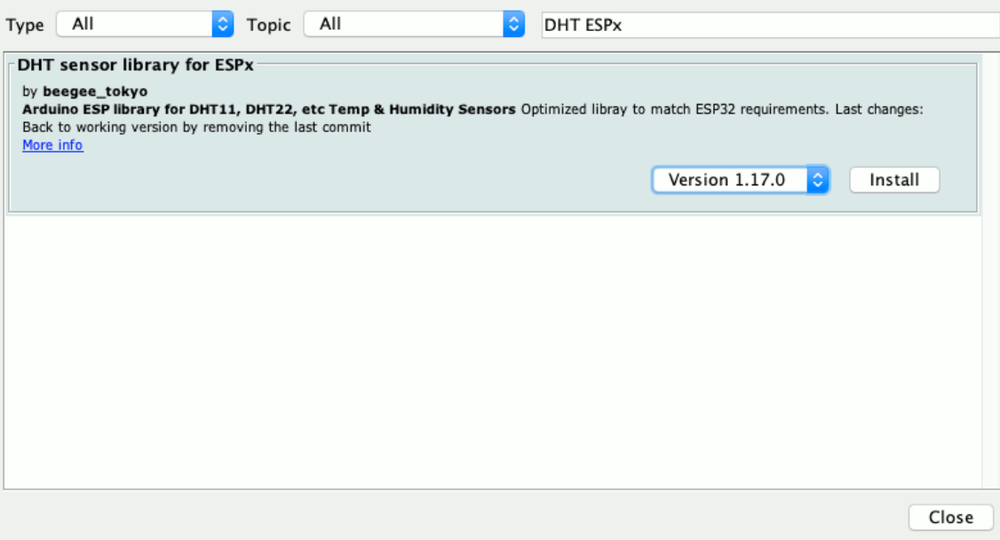 Type All Topic All DHT ESPx
DHT sensor library for ESPx
by beegee_tokyo
Arduino ESP library for DHT11, DHT22, etc Temp & Humidity Sensors Optimized libray to match ESP32 requirements. Last changes:
Back to working version by removing the last commit
More info
Version 1.17.0 Install
Close